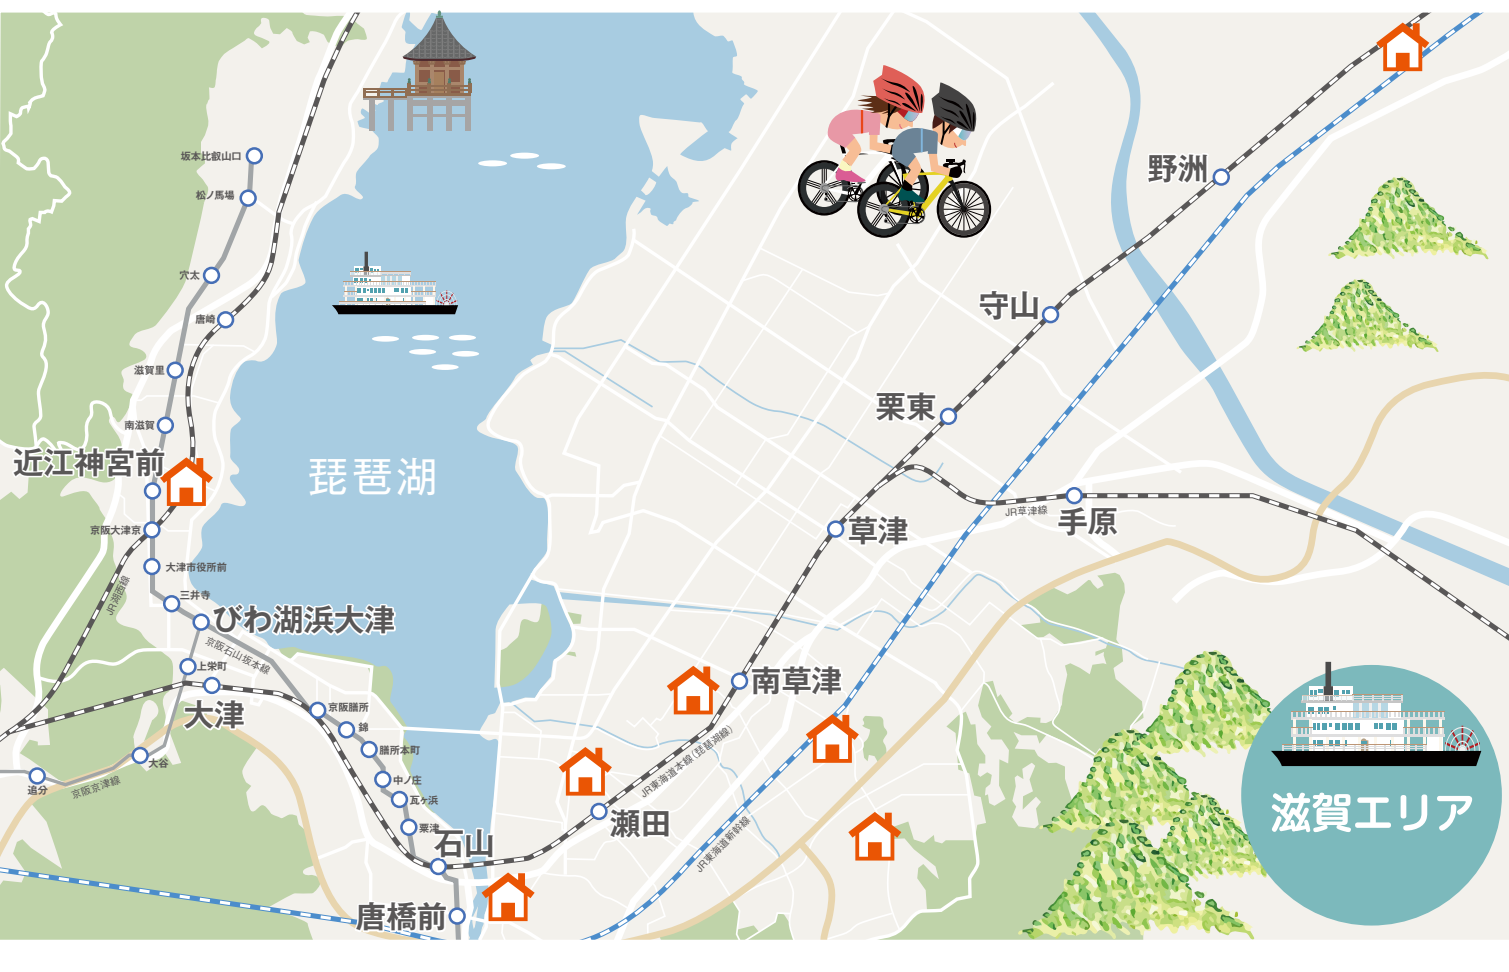 坂本比叡山口
松ノ馬場
野洲
穴太
守山
唐崎
滋賀里
栗東
南滋賀
近江神宮前
琵琶湖
JR草津線
手原
京阪大津京
草津
大津市役所前
JR湖西線
三井寺
びわ湖浜大津
京阪石山坂本線
上栄町
南草津
大津
京阪膳所
錦
膳所本町
大谷
JR東海道本線(琵琶湖線)
追分
京阪京津線
中ノ庄
瓦ヶ浜
滋賀エリア
粟津
瀬田
石山
JR東海道新幹線
唐橋前